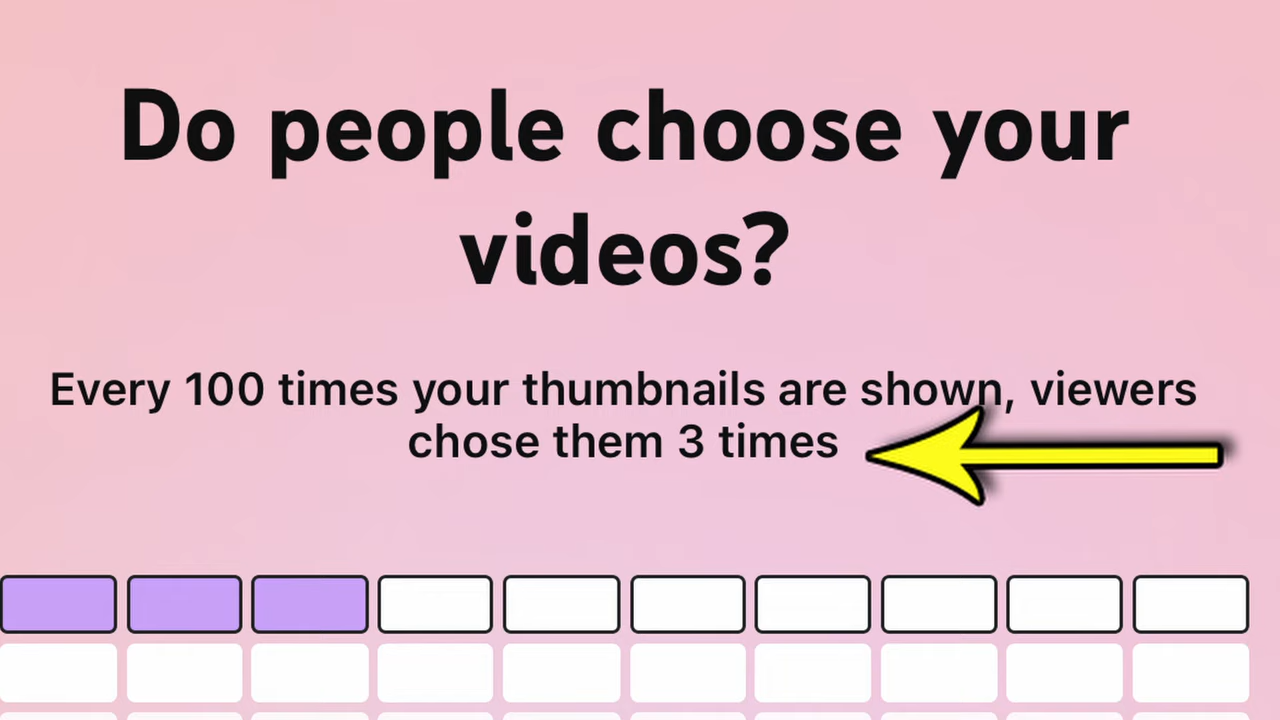 Do people choose your
videos?
Every 100 times your thumbnails are shown, viewers
chose them 3 times